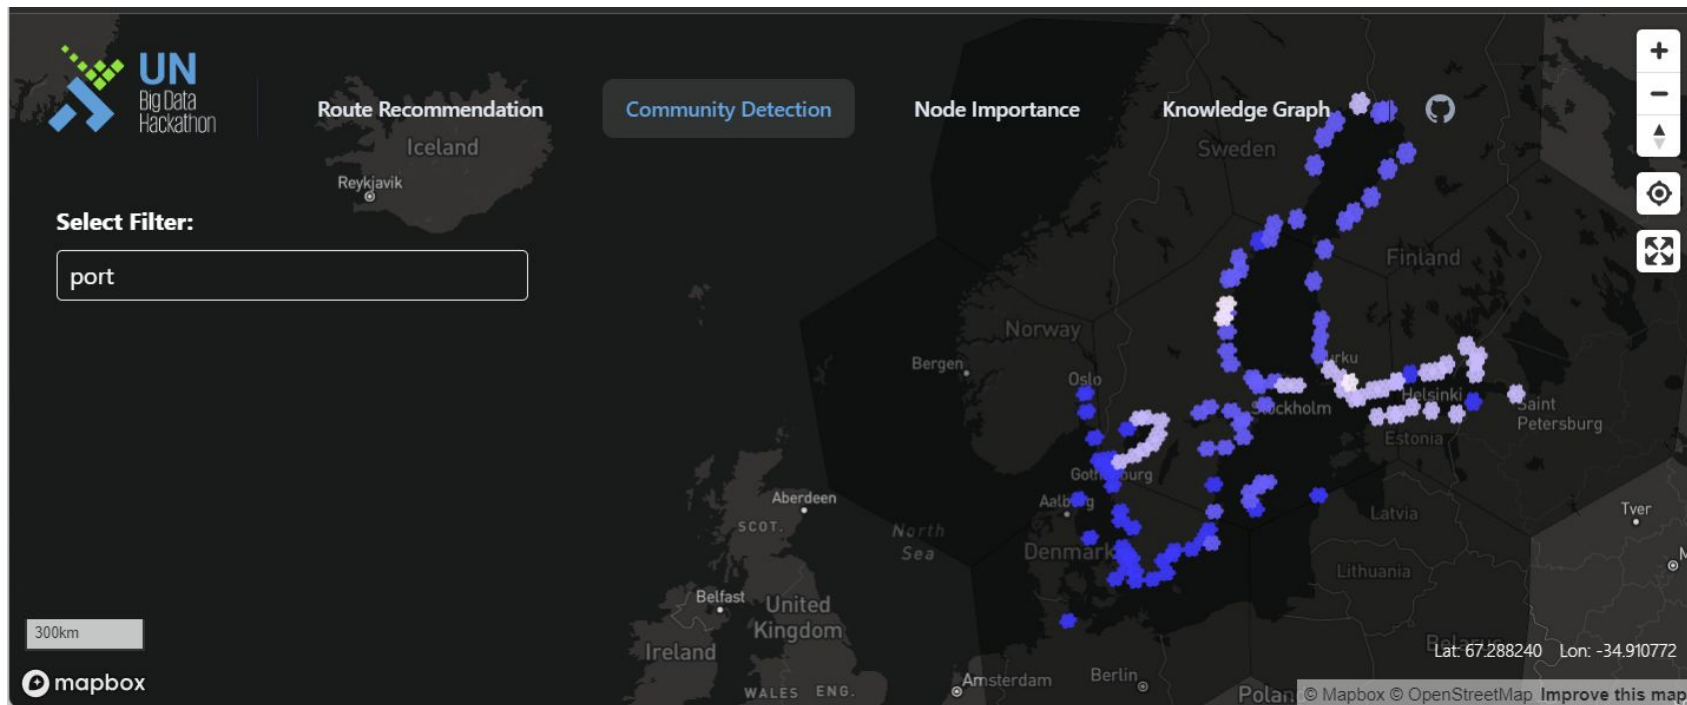 UN
Big Data
Hackathon
Route Recommendation
Community Detection
Node Importance
Knowledge Graph
Iceland
Reykjavik
Sweden
Select Filter:
port
Finland
Norway
Bergen
Oslo
Helsinki
Stockholm
Saint
Petersburg
Estonia
Aberdeen
SCOT.
North
Sea
Latvia
Tver
Denmark
Lithuania
Belfast
United
Kingdom
Ireland
300km
Belarus
Lat: 67.288240 Lon: -34.910772
mapbox
WALES ENG.
Amsterdam
Berlin
Polan
© Mapbox © OpenStreetMap Improve this map